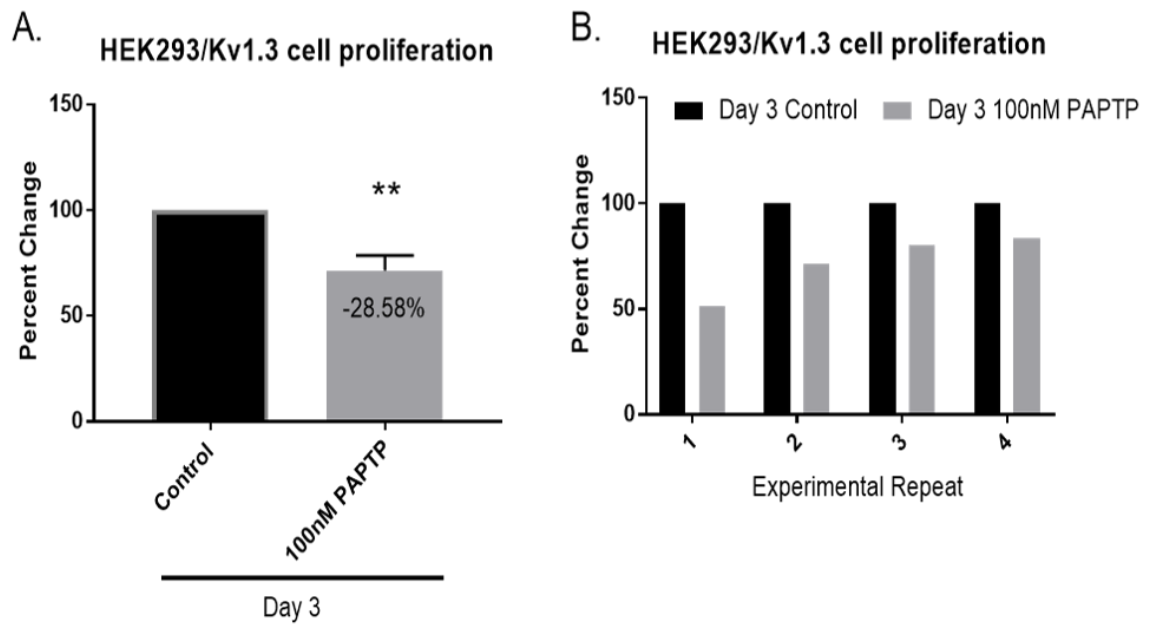 A.
HEK293/Kv1.3 cell proliferation
150
100
50
0
Percent Change
**
-28.58%
Control
100nM PAPTP
Day 3
B.
HEK293/Kv1.3 cell proliferation
Day 3 Control
Day 3 100nM PAPTP
150
100
50
0
Percent Change
1
2
3
4
Experimental Repeat